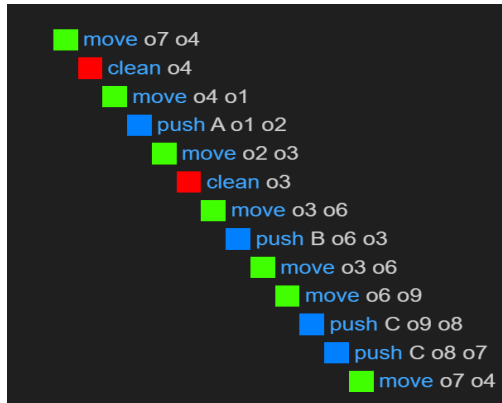 move o7 o4
clean o4
move o4 o1
push A o1 o2
move o2 o3
clean o3
move o3 o6
push B o6 o3
move o3 o6
move o6 o9
push C o9 o8
push C o8 o7
move o7 o4